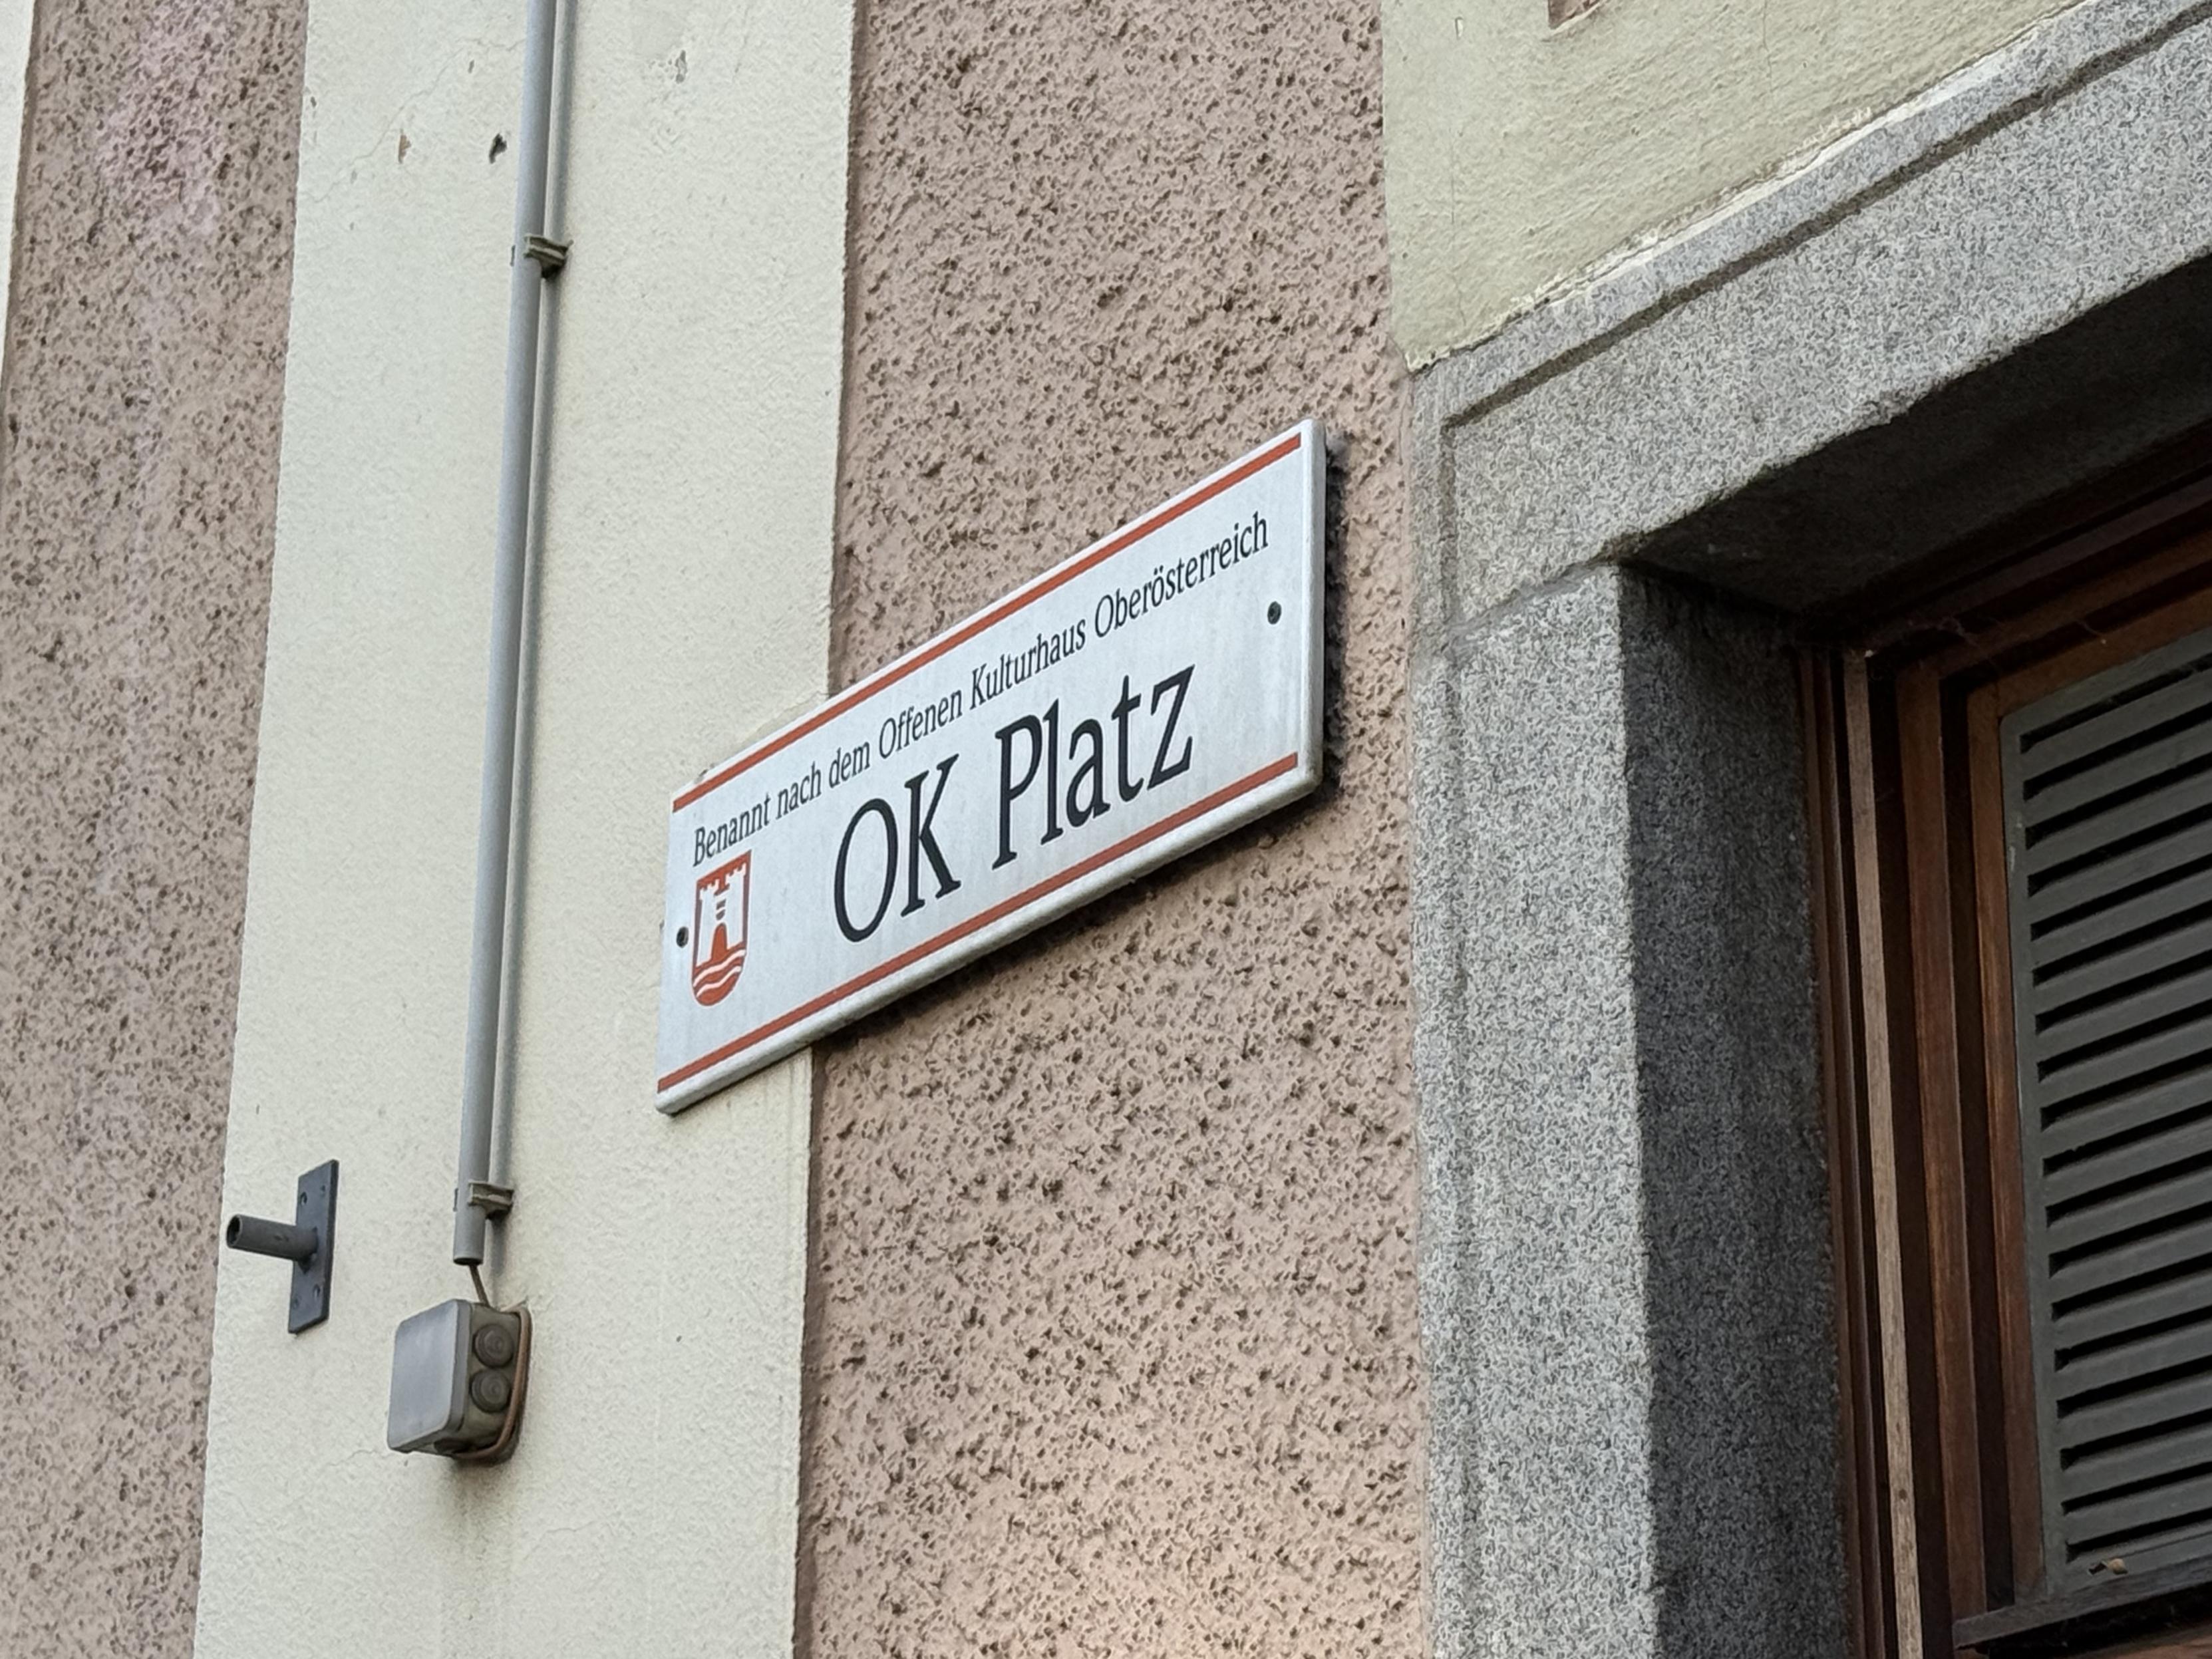 Benannt nach dem Offenen Kulturhaus Oberösterreich
OK Platz